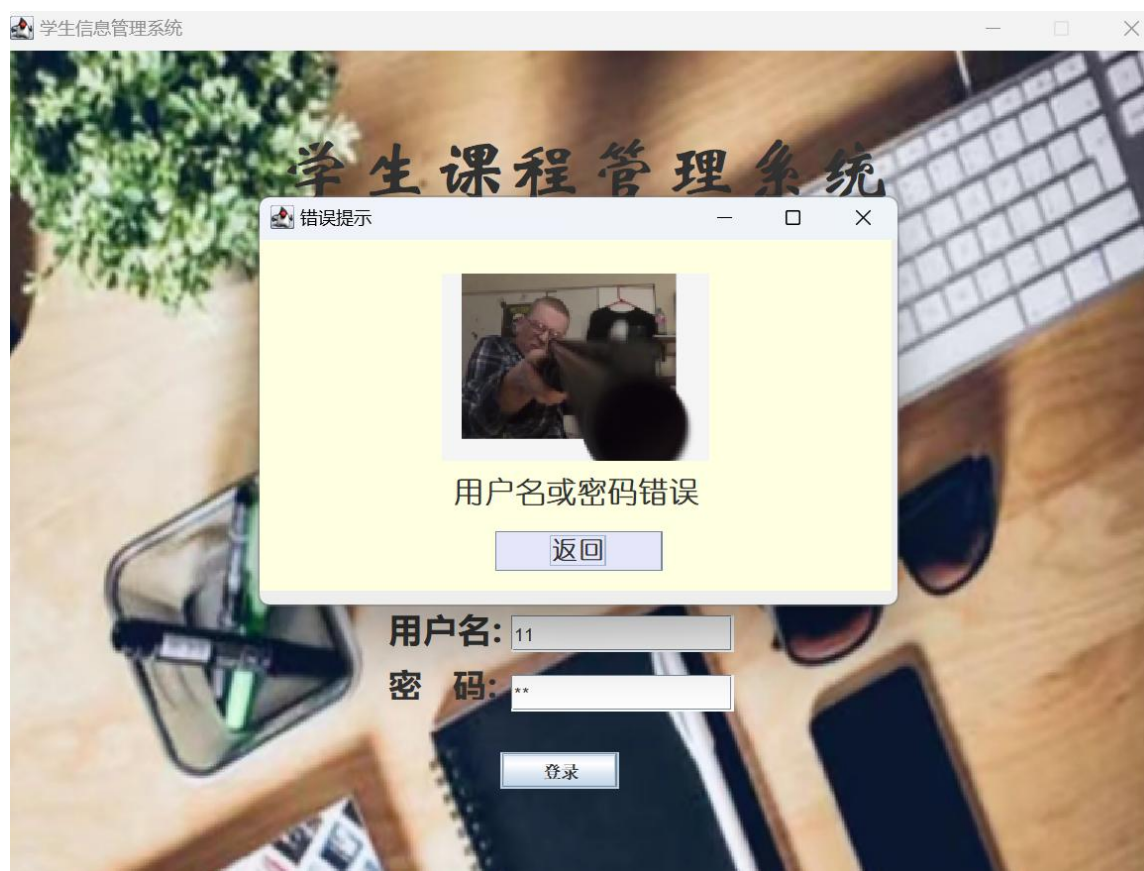 学生信息管理系统
学生课程管理系统
错误提示
用户名或密码错误
返回
用户名: 11
密 码: **
登录